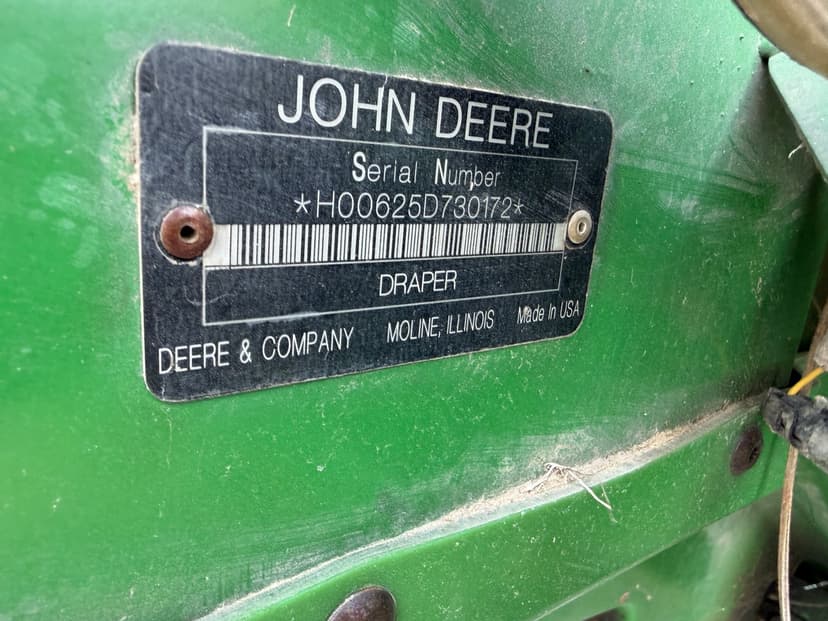 JOHN DEERE
Serial Number
*H00625D730172*
DRAPER
DEERE & COMPANY MOLINE, ILLINOIS Made In USA